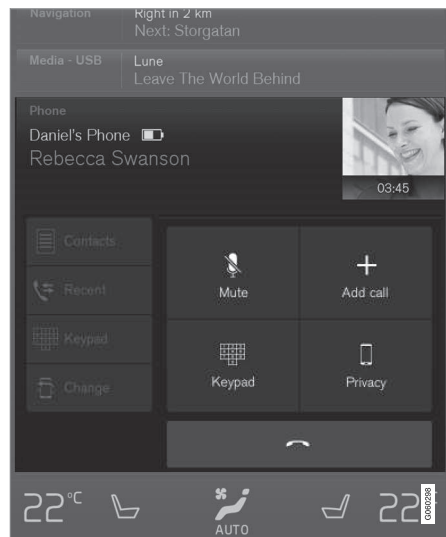 Navigation
Right in 2 km
Next: Storgatan
Media - USB
Lune
Leave The World Behind
Phone
Daniel's Phone
Rebecca Swanson
03:45
Contacts
Recent
Keypad
Change
Mute
Add call
Keypad
Privacy
22°C
AUTO
22
G060298